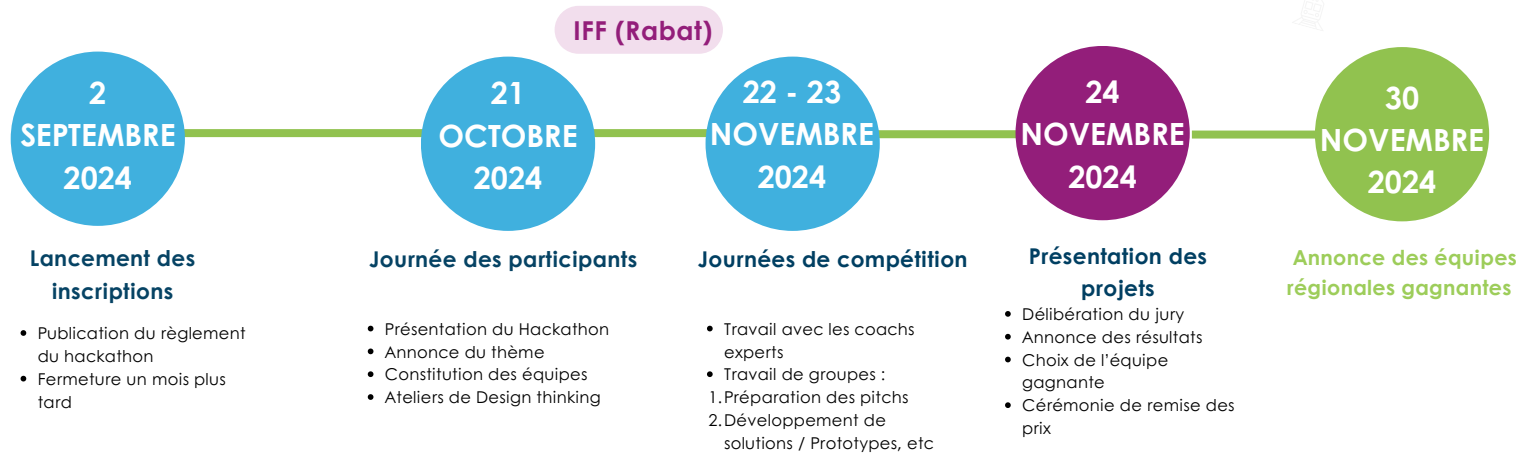 IFF (Rabat)
2
SEPTEMBRE
2024
Lancement des
inscriptions
• Publication du règlement
du hackathon
• Fermeture un mois plus
tard
21
OCTOBRE
2024
Journée des participants
• Présentation du Hackathon
• Annonce du thème
• Constitution des équipes
• Ateliers de Design thinking
22 - 23
NOVEMBRE
2024
Journées de compétition
• Travail avec les coachs
experts
• Travail de groupes :
1. Préparation des pitchs
2. Développement de
solutions / Prototypes, etc
24
NOVEMBRE
2024
Présentation des
projets
• Délibération du jury
• Annonce des résultats
• Choix de l'équipe
gagnante
• Cérémonie de remise des
prix
30
NOVEMBRE
2024
Annonce des équipes
régionales gagnantes